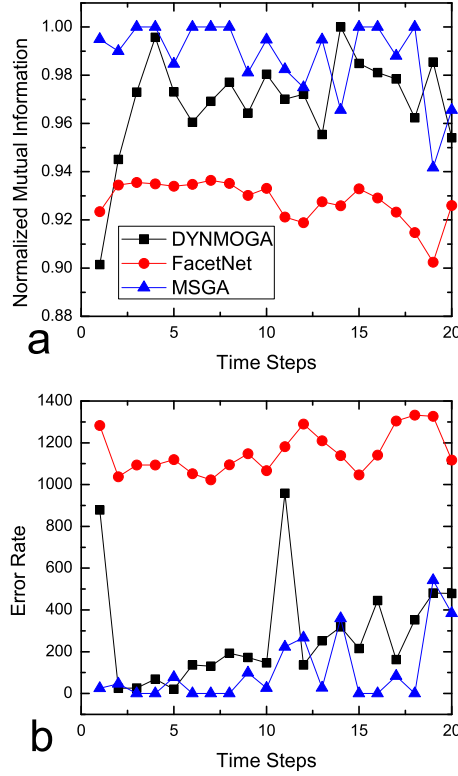 1.00
0.98
0.96
0.94
0.92
0.90
0.88
Normalized Mutual Information
DYNMOGA
FacetNet
MSGA
0 5 10 15 20
a
Time Steps
1400
1200
1000
800
600
400
200
0
Error Rate
0 5 10 15 20
b
Time Steps